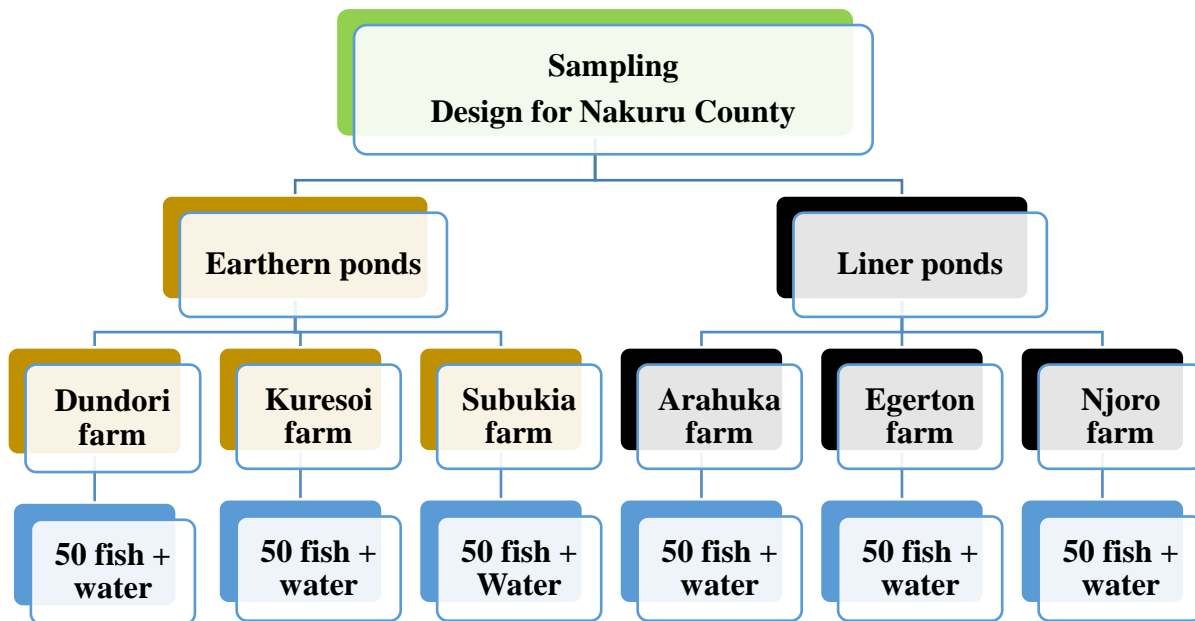 Sampling
Design for Nakuru County
Earthern ponds
Liner ponds
Dundori
farm
Kuresoi
farm
Subukia
farm
Arahuka
farm
Egerton
farm
Njoro
farm
50 fish +
water
50 fish +
water
50 fish +
Water
50 fish +
water
50 fish +
water
50 fish +
water